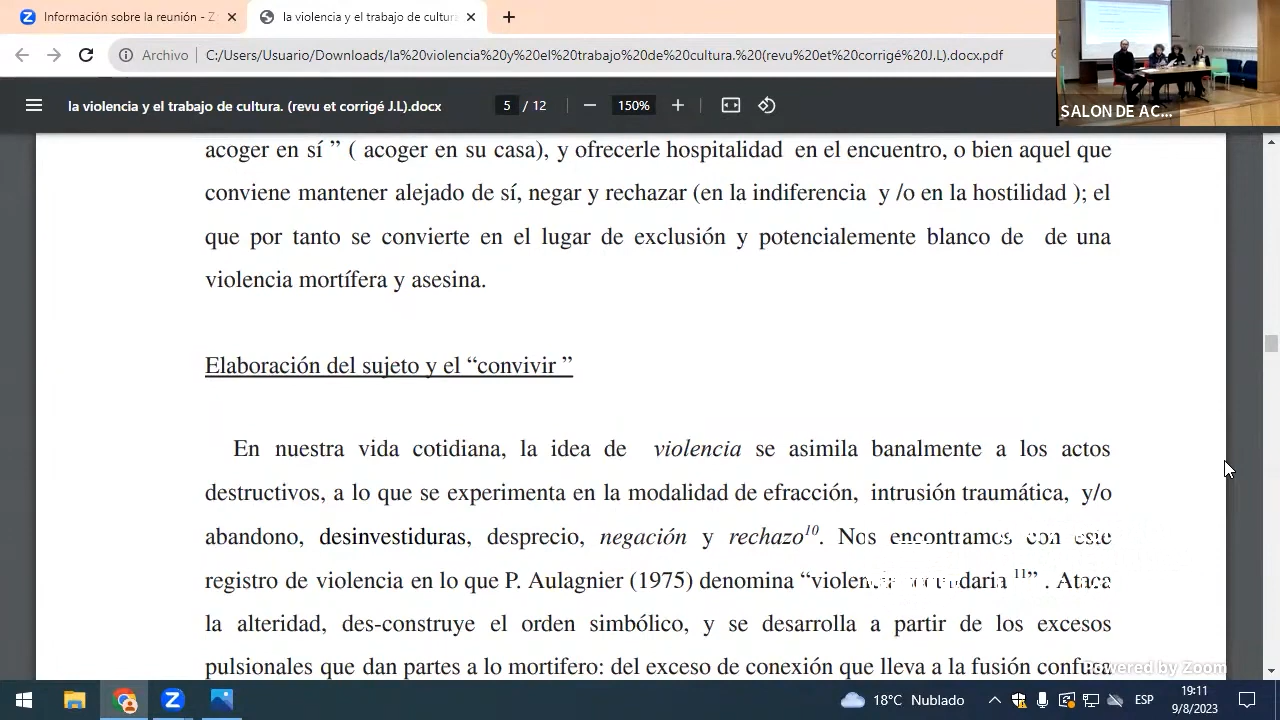 Información sobre la reunión - Z
la violencia y el trabajo de cultura
Archivo
C:/Users/Usuario/Downloads/la%20violencia%20y%20el%20trabajo%20de%20cultura.%20(revu%20et%20corrigé%20J.L).docx.pdf
SALON DE AC...
la violencia y el trabajo de cultura. (revu et corrigé J.L).docx
5 / 12
150%
acoger en sí ” ( acoger en su casa), y ofrecerle hospitalidad en el encuentro, o bien aquel que
conviene mantener alejado de sí, negar y rechazar (en la indiferencia y /o en la hostilidad ); el
que por tanto se convierte en el lugar de exclusión y potencialemente blanco de de una
violencia mortífera y asesina.
Elaboración del sujeto y el “convivir ”
En nuestra vida cotidiana, la idea de violencia se asimila banalmente a los actos
destructivos, a lo que se experimenta en la modalidad de efracción, intrusión traumática, y/o
abandono, desinvestiduras, desprecio, negación y rechazo10. Nos encontramos con este
registro de violencia en lo que P. Aulagnier (1975) denomina 11” .
la alteridad, des-construye el orden simbólico, y se desarrolla a partir de los excesos
pulsionales que dan partes a lo mortifero: del exceso de conexión que lleva a la fusión confusa
Powered by Zoom
18°C Nublado
ESP
19:11
9/8/2023